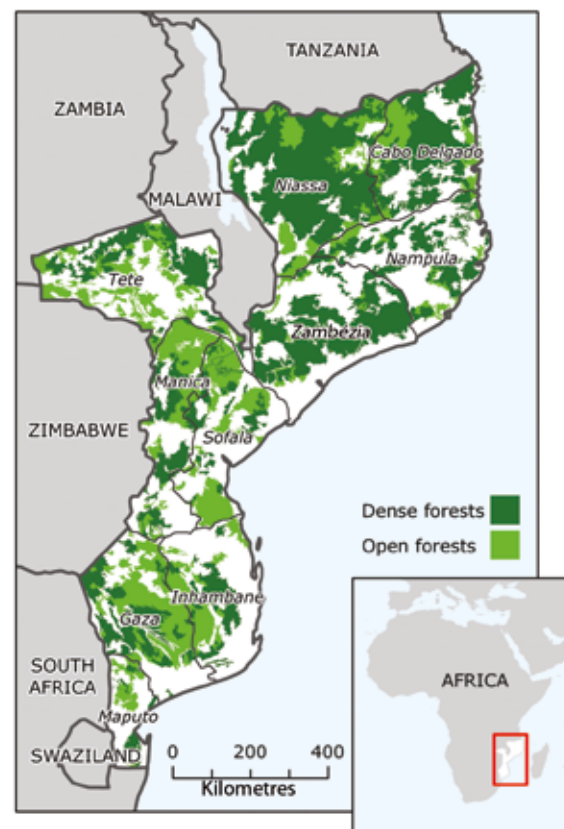 TANZANIA
ZAMBIA
Cabo Delgado
Niassa
MALAWI
Nampula
Tete
Zambézia
Manica
Sofala
ZIMBABWE
Dense forests
Open forests
Inhambane
Gaza
SOUTH
AFRICA
AFRICA
Maputo
SWAZILAND
0 200 400
Kilometres